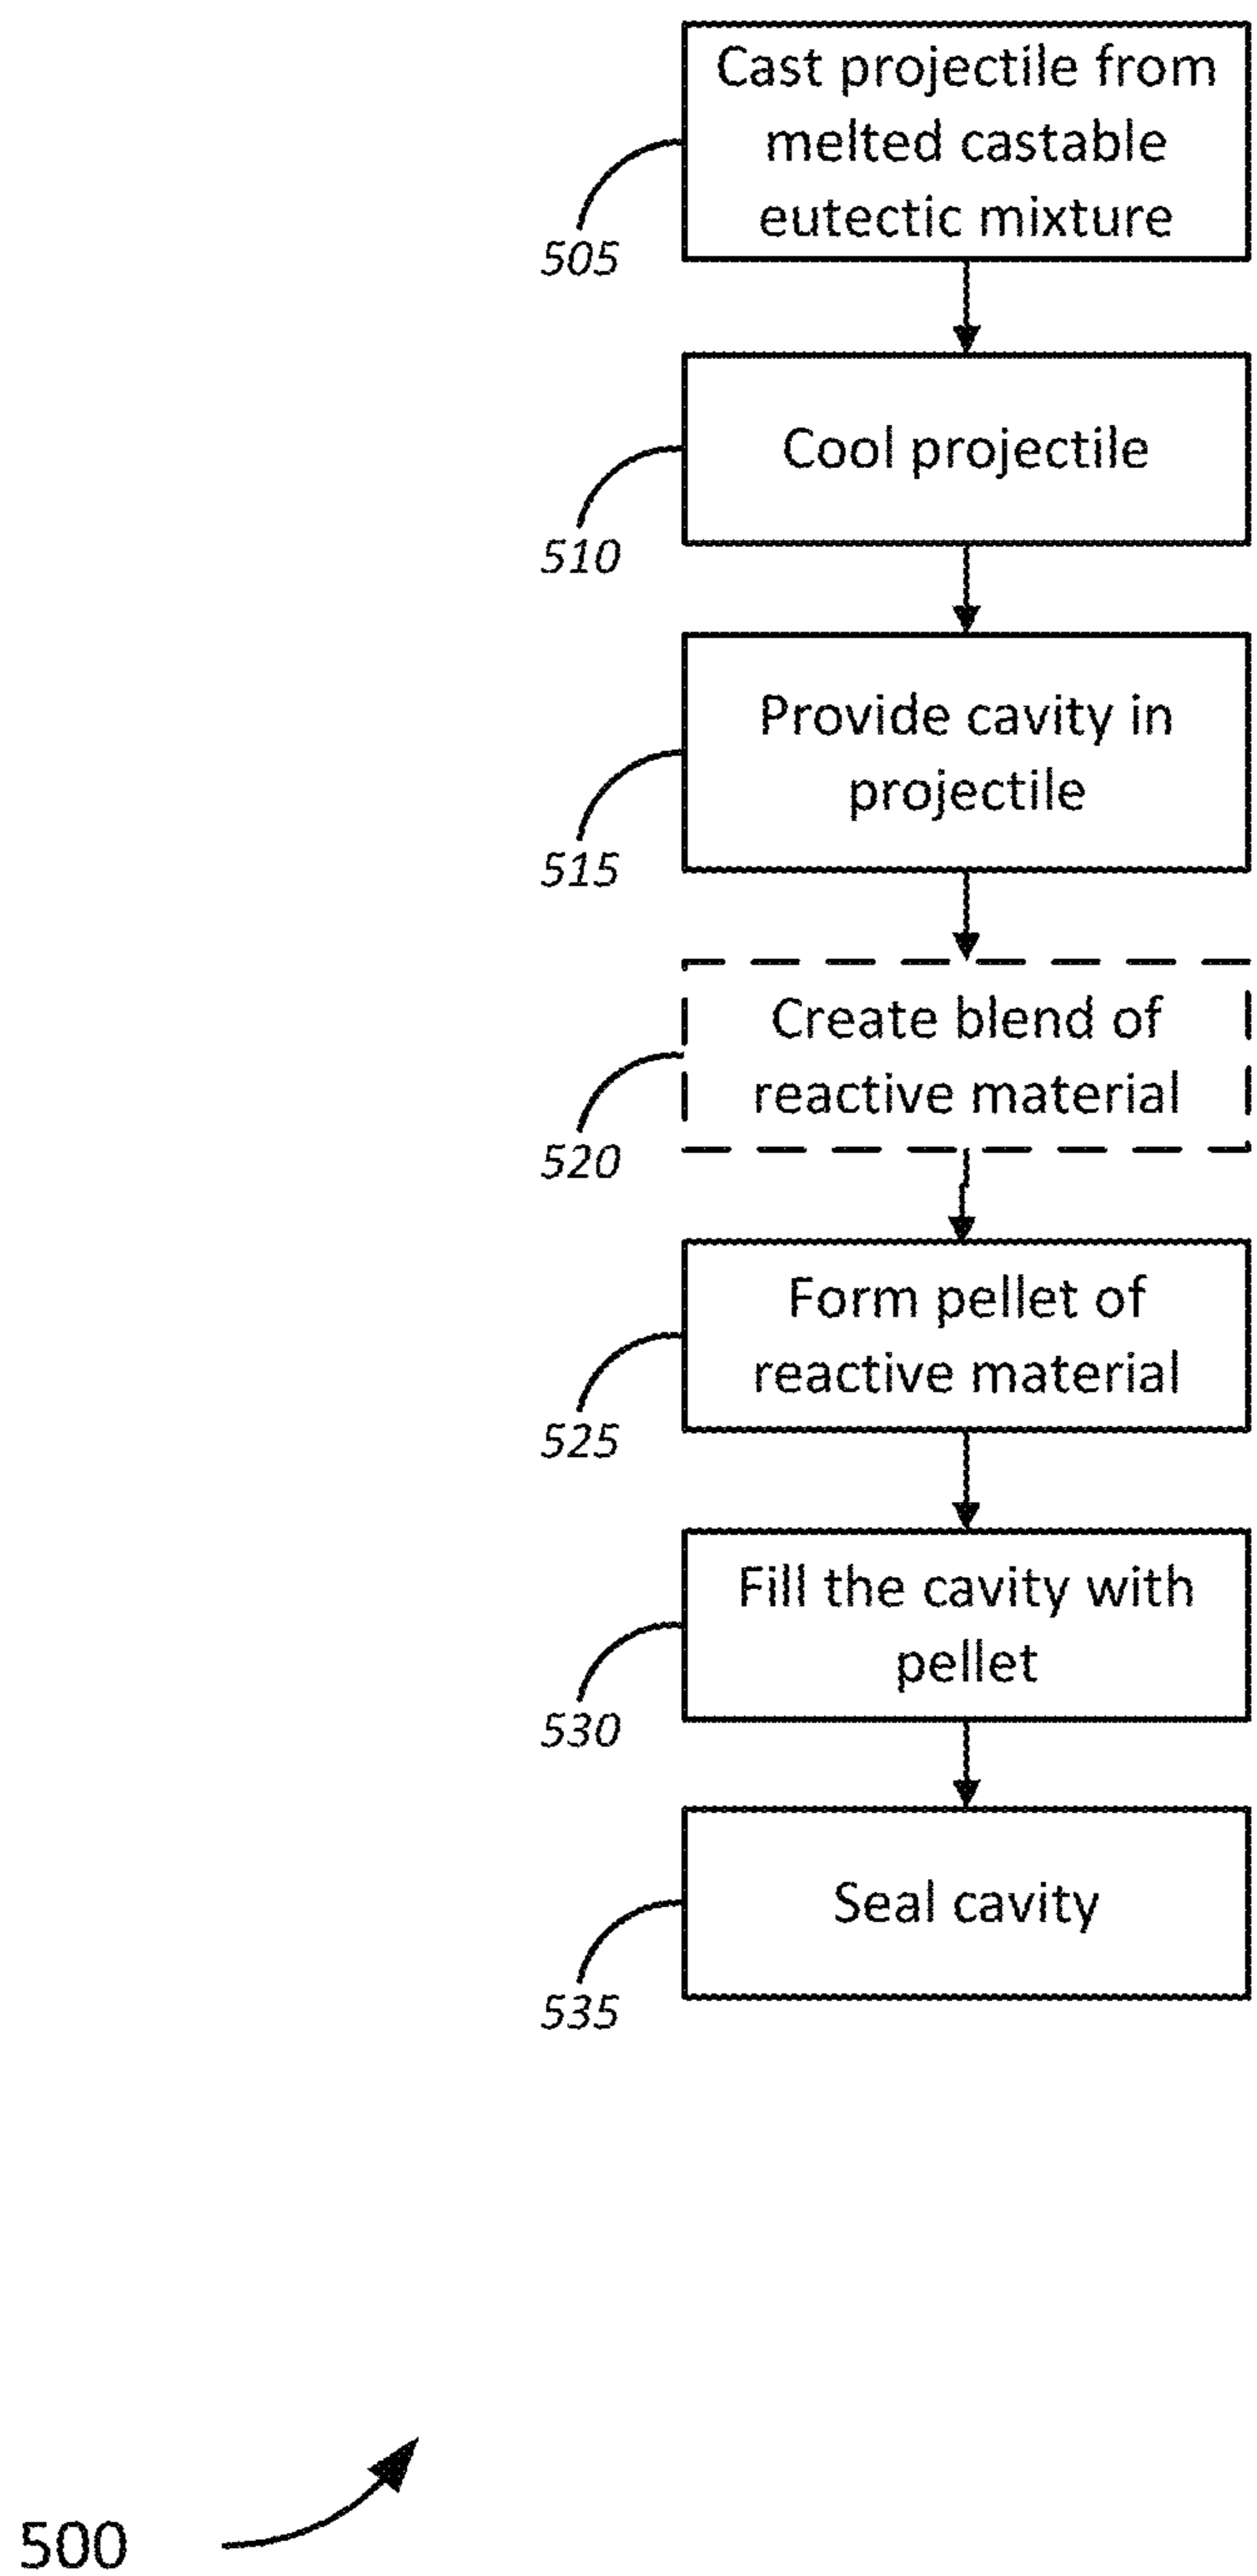 Cast projectile from
melted castable
eutectic mixture
505
Cool projectile
510
Provide cavity in
projectile
515
Create blend of
reactive material
520
Form pellet of
reactive material
525
Fill the cavity with
pellet
530
Seal cavity
535
500